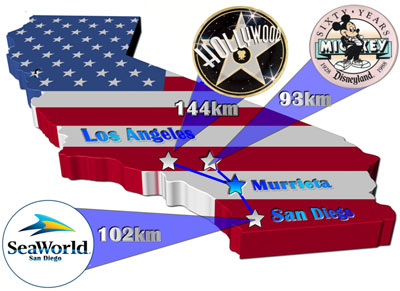 HOLLYWOOD
SIXTY YEARS
MICKEY
1928
1988
Disneyland
144km
93km
Los Angeles
Murrieta
San Diego
SeaWorld
San Diego
102km